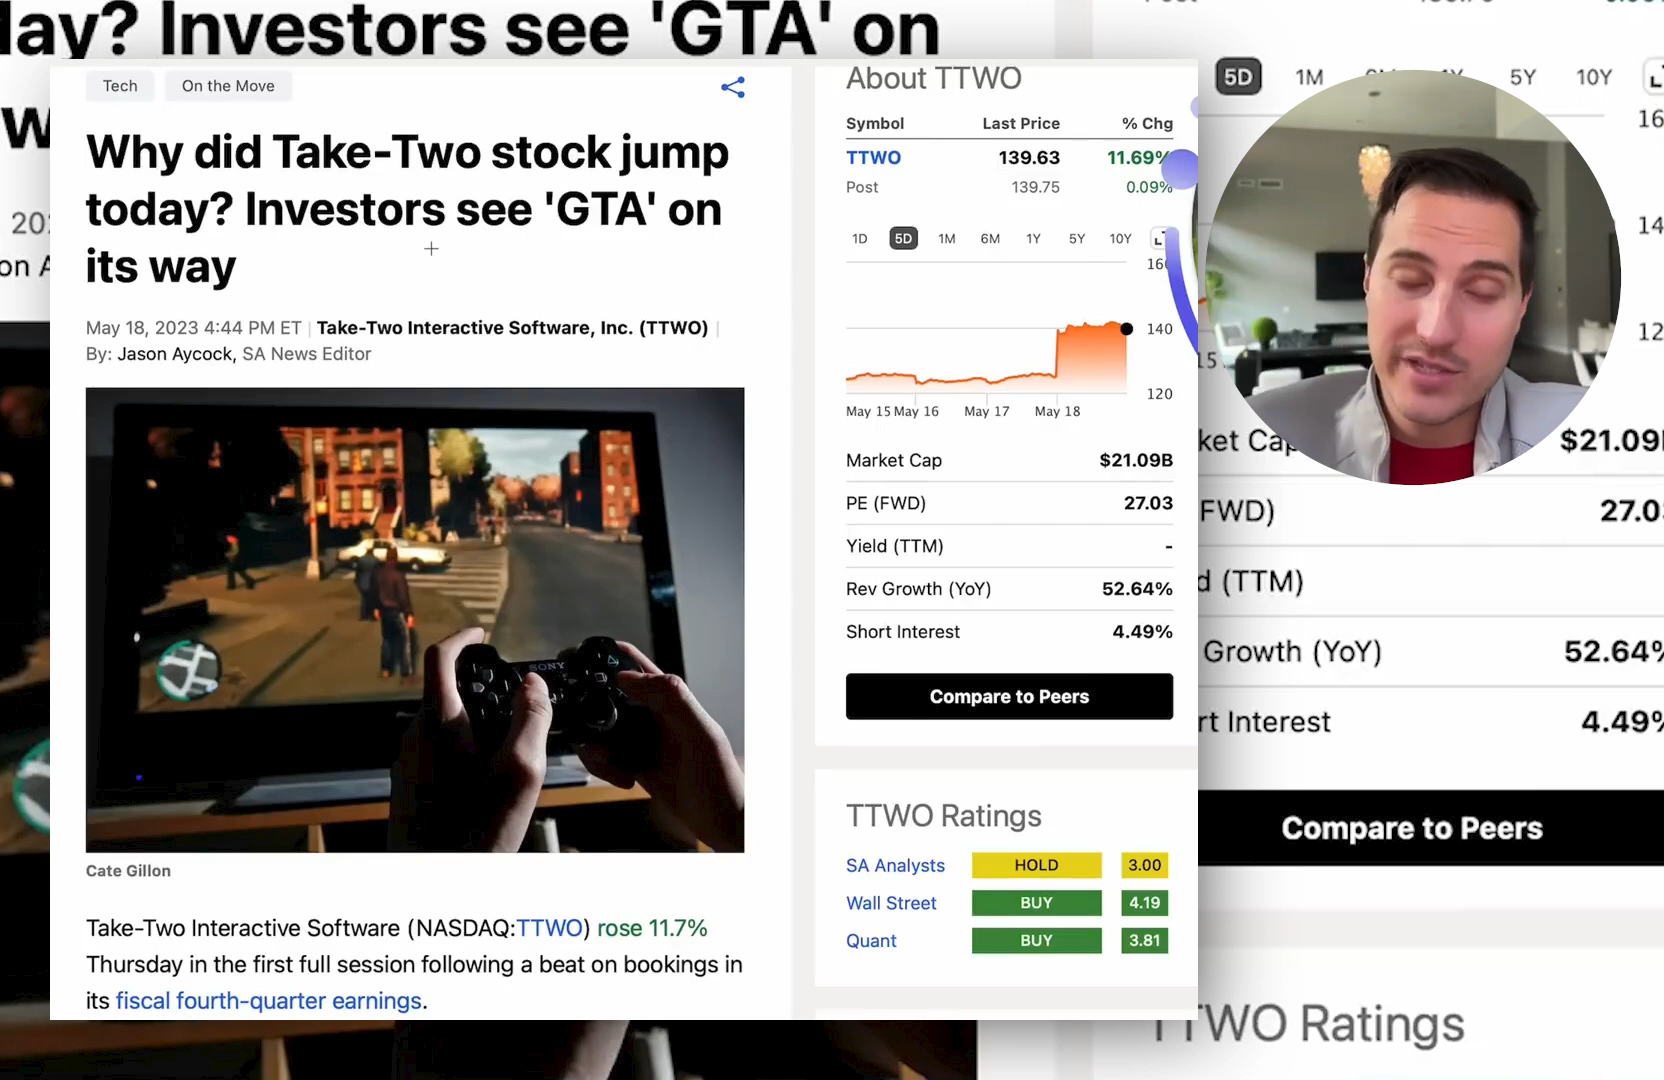 lay? Investors see 'GTA' on
Tech
On the Move
Why did Take-Two stock jump
today? Investors see 'GTA' on
its way
May 18, 2023 4:44 PM ET | Take-Two Interactive Software, Inc. (TTWO) |
By: Jason Aycock, SA News Editor
SONY
Cate Gillon
Take-Two Interactive Software (NASDAQ:TTWO) rose 11.7%
Thursday in the first full session following a beat on bookings in
its fiscal fourth-quarter earnings.
About TTWO
Symbol Last Price % Chg
TTWO 139.63 11.69%
Post 139.75 0.09%
1D 5D 1M 6M 1Y 5Y 10Y
160
140
120
May 15 May 16 May 17 May 18
Market Cap $21.09B
PE (FWD) 27.03
Yield (TTM) -
Rev Growth (YoY) 52.64%
Short Interest 4.49%
Compare to Peers
TTWO Ratings
SA Analysts HOLD 3.00
Wall Street BUY 4.19
Quant BUY 3.81
5D 1M 5Y 10Y
16
14
12
ket Cap $21.09
FWD) 27.0
d (TTM)
Growth (YoY) 52.64%
rt Interest 4.49%
Compare to Peers
TTWO Ratings